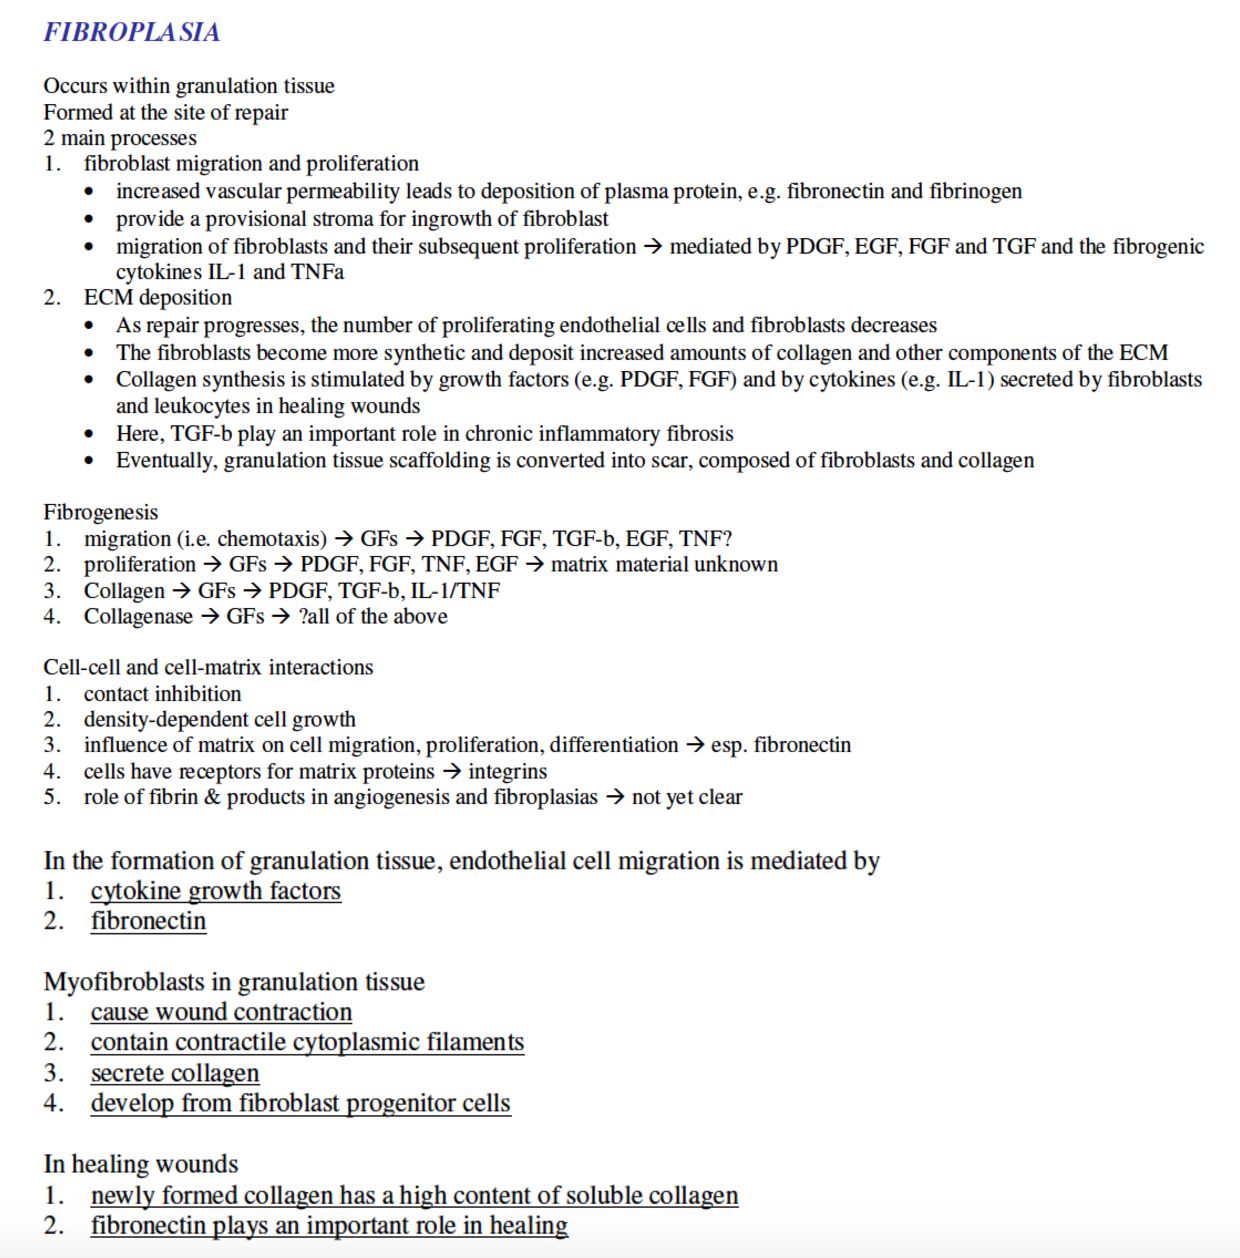 FIBROPLASIA
Occurs within granulation tissue
Formed at the site of repair
2 main processes
1. fibroblast migration and proliferation
• increased vascular permeability leads to deposition of plasma protein, e.g. fibronectin and fibrinogen
• provide a provisional stroma for ingrowth of fibroblast
• migration of fibroblasts and their subsequent proliferation → mediated by PDGF, EGF, FGF and TGF and the fibrogenic
cytokines IL-1 and TNFa
2. ECM deposition
• As repair progresses, the number of proliferating endothelial cells and fibroblasts decreases
• The fibroblasts become more synthetic and deposit increased amounts of collagen and other components of the ECM
• Collagen synthesis is stimulated by growth factors (e.g. PDGF, FGF) and by cytokines (e.g. IL-1) secreted by fibroblasts
and leukocytes in healing wounds
• Here, TGF-b play an important role in chronic inflammatory fibrosis
• Eventually, granulation tissue scaffolding is converted into scar, composed of fibroblasts and collagen
Fibrogenesis
1. migration (i.e. chemotaxis) → GFs → PDGF, FGF, TGF-b, EGF, TNF?
2. proliferation → GFs → PDGF, FGF, TNF, EGF → matrix material unknown
3. Collagen → GFs → PDGF, TGF-b, IL-1/TNF
4. Collagenase → GFs → ?all of the above
Cell-cell and cell-matrix interactions
1. contact inhibition
2. density-dependent cell growth
3. influence of matrix on cell migration, proliferation, differentiation → esp. fibronectin
4. cells have receptors for matrix proteins → integrins
5. role of fibrin & products in angiogenesis and fibroplasias → not yet clear
In the formation of granulation tissue, endothelial cell migration is mediated by
1. cytokine growth factors
2. fibronectin
Myofibroblasts in granulation tissue
1. cause wound contraction
2. contain contractile cytoplasmic filaments
3. secrete collagen
4. develop from fibroblast progenitor cells
In healing wounds
1. newly formed collagen has a high content of soluble collagen
2. fibronectin plays an important role in healing